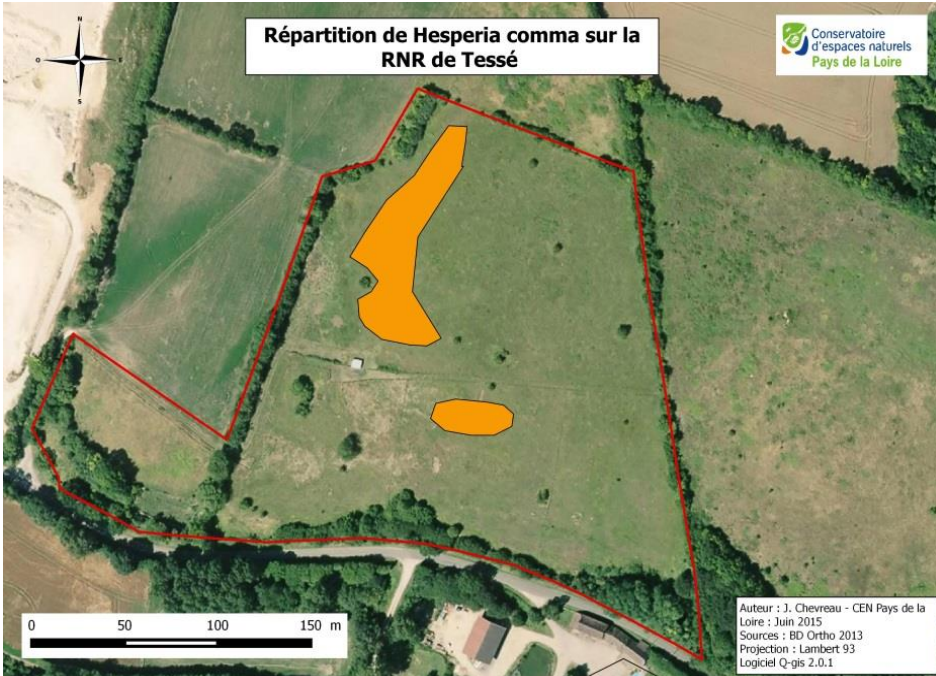 Répartition de Hesperia comma sur la
RNR de Tessé
Conservatoire
d'espaces naturels
Pays de la Loire
N
O
E
S
0 50 100 150 m
Auteur : J. Chevreau - CEN Pays de la
Loire : Juin 2015
Sources : BD Ortho 2013
Projection : Lambert 93
Logiciel Q-gis 2.0.1